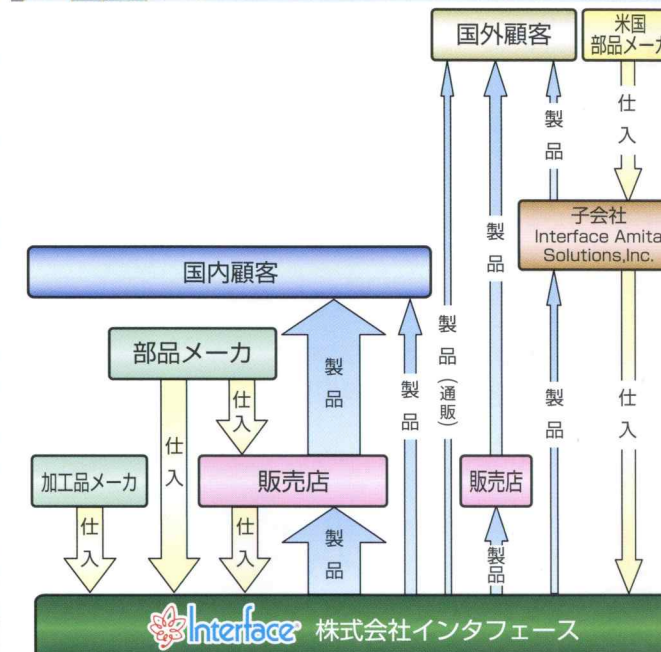 国外顧客
米国
部品メーカ
仕入
製品
製品
製品
製品(通販)
子会社
Interface Amita
Solutions,Inc.
国内顧客
部品メーカ
製品
製品
仕入
仕入
製品
仕入
加工品メーカ
販売店
販売店
仕入
仕入
製品
製品
Interface 株式会社インタフェース